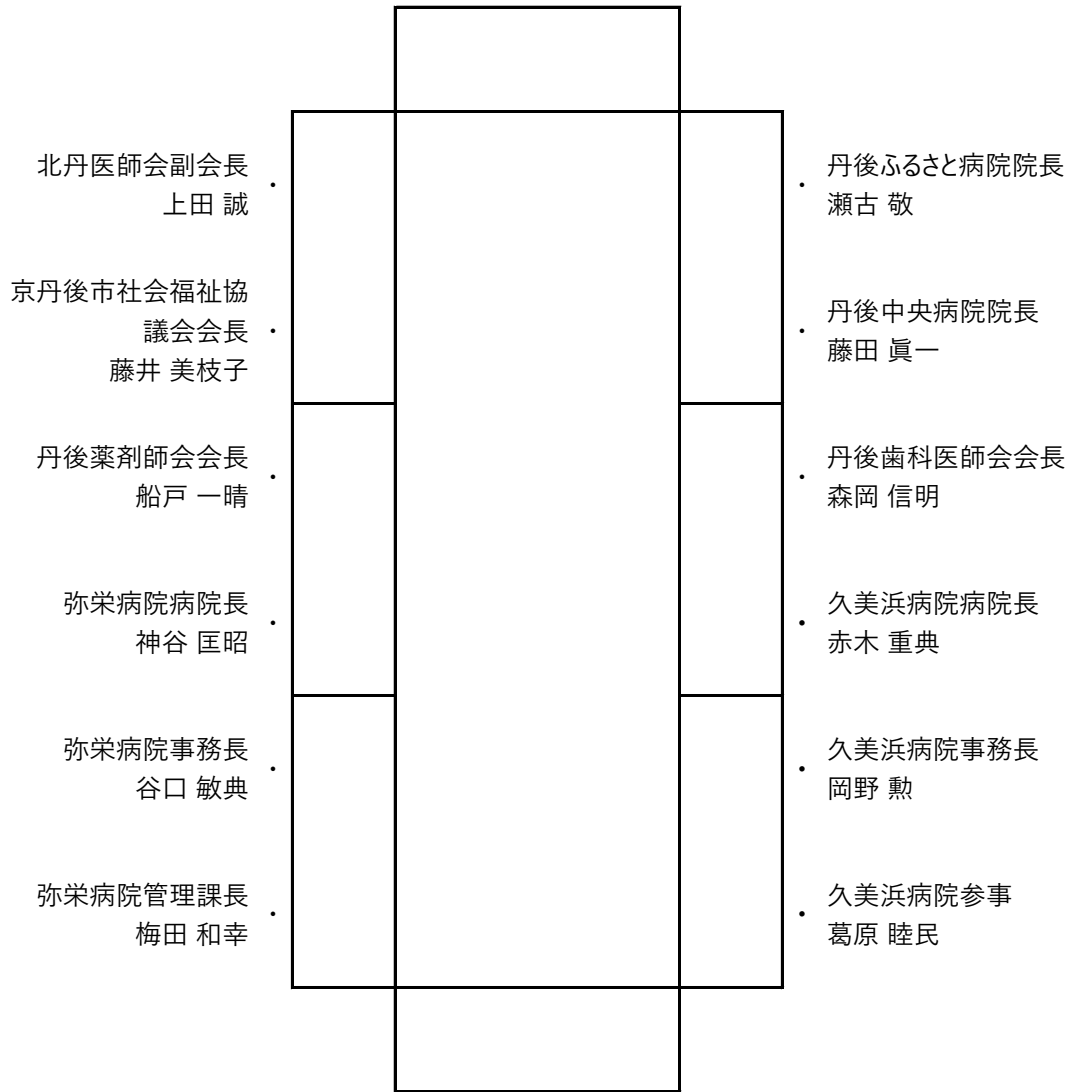 北丹医師会副会長
上田 誠
京丹後市社会福祉協
議会会長
藤井 美枝子
丹後薬剤師会会長
船戸 一晴
弥栄病院病院長
神谷 匡昭
弥栄病院事務長
谷口 敏典
弥栄病院管理課長
梅田 和幸
丹後ふるさと病院院長
瀬古 敬
丹後中央病院院長
藤田 眞一
丹後歯科医師会会長
森岡 信明
久美浜病院病院長
赤木 重典
久美浜病院事務長
岡野 勲
久美浜病院参事
葛原 睦民